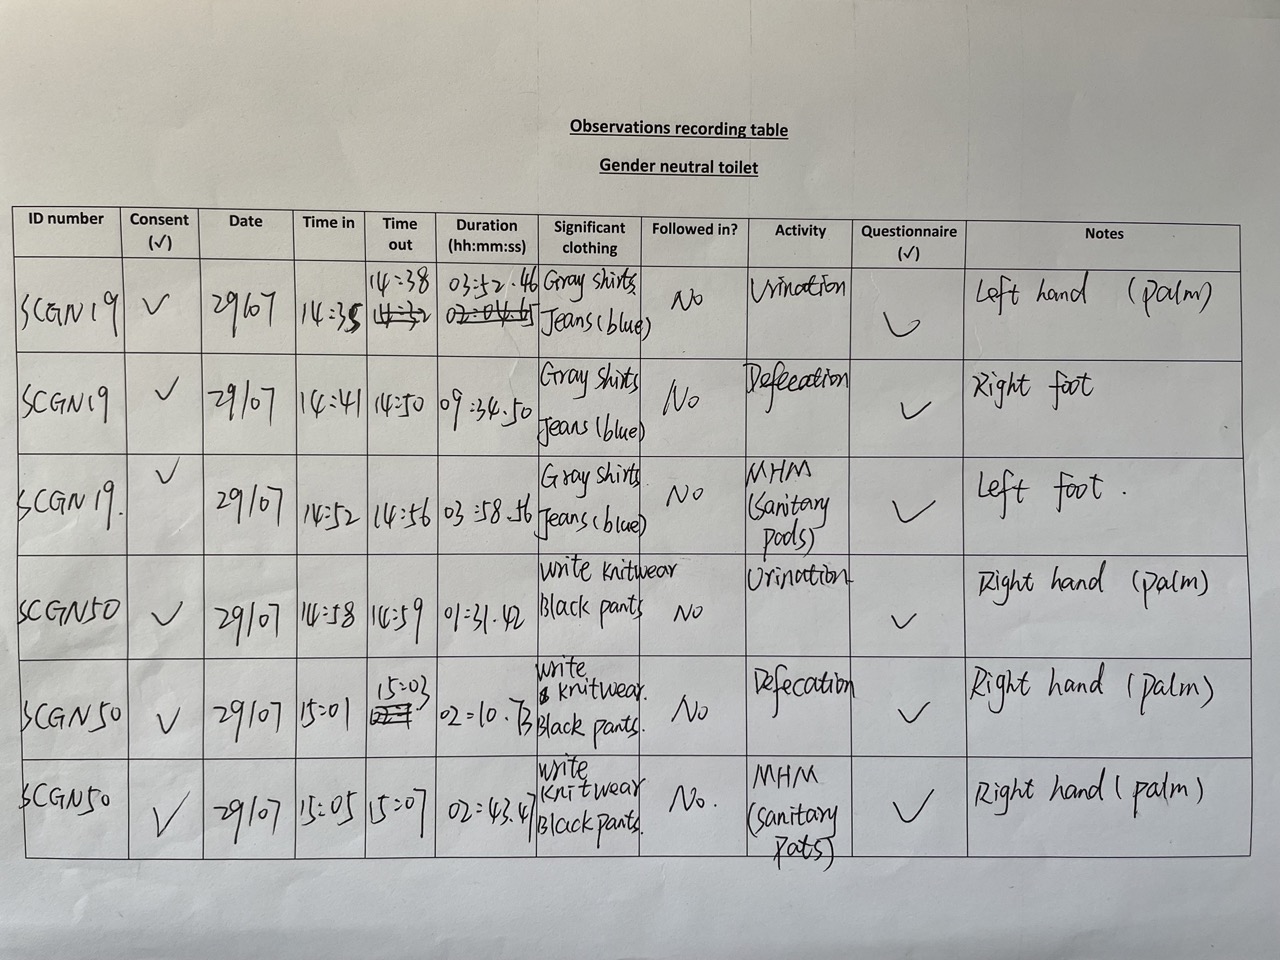 Observations recording table
Gender neutral toilet
ID number Consent (✓) Date Time in Time out Duration (hh:mm:ss) Significant clothing Followed in? Activity Questionnaire (✓) Notes
SCGN19 ✓ 29/07 14:35 14:38 14:32 03:52.46 02:04.65 Gray shirts Jeans (blue) No Urination ✓ Left hand (palm)
SCGN19 ✓ 29/07 14:41 14:50 09:34.50 Gray shirts Jeans (blue) No Defecation ✓ Right foot
SCGN19. ✓ 29/07 14:52 14:56 03:58.56 Gray shirts Jeans (blue) No MHM (sanitary pads) ✓ Left foot.
SCGN50 ✓ 29/07 14:58 14:59 01:31.42 write knitwear Black pants No Urination ✓ Right hand (palm)
SCGN50 ✓ 29/07 15:01 15:03 02:10.73 write knitwear. Black pants. No Defecation ✓ Right hand (palm)
SCGN50 ✓ 29/07 15:05 15:07 02:43.47 write knitwear Black pants. No. MHM (sanitary pats) ✓ Right hand (palm)